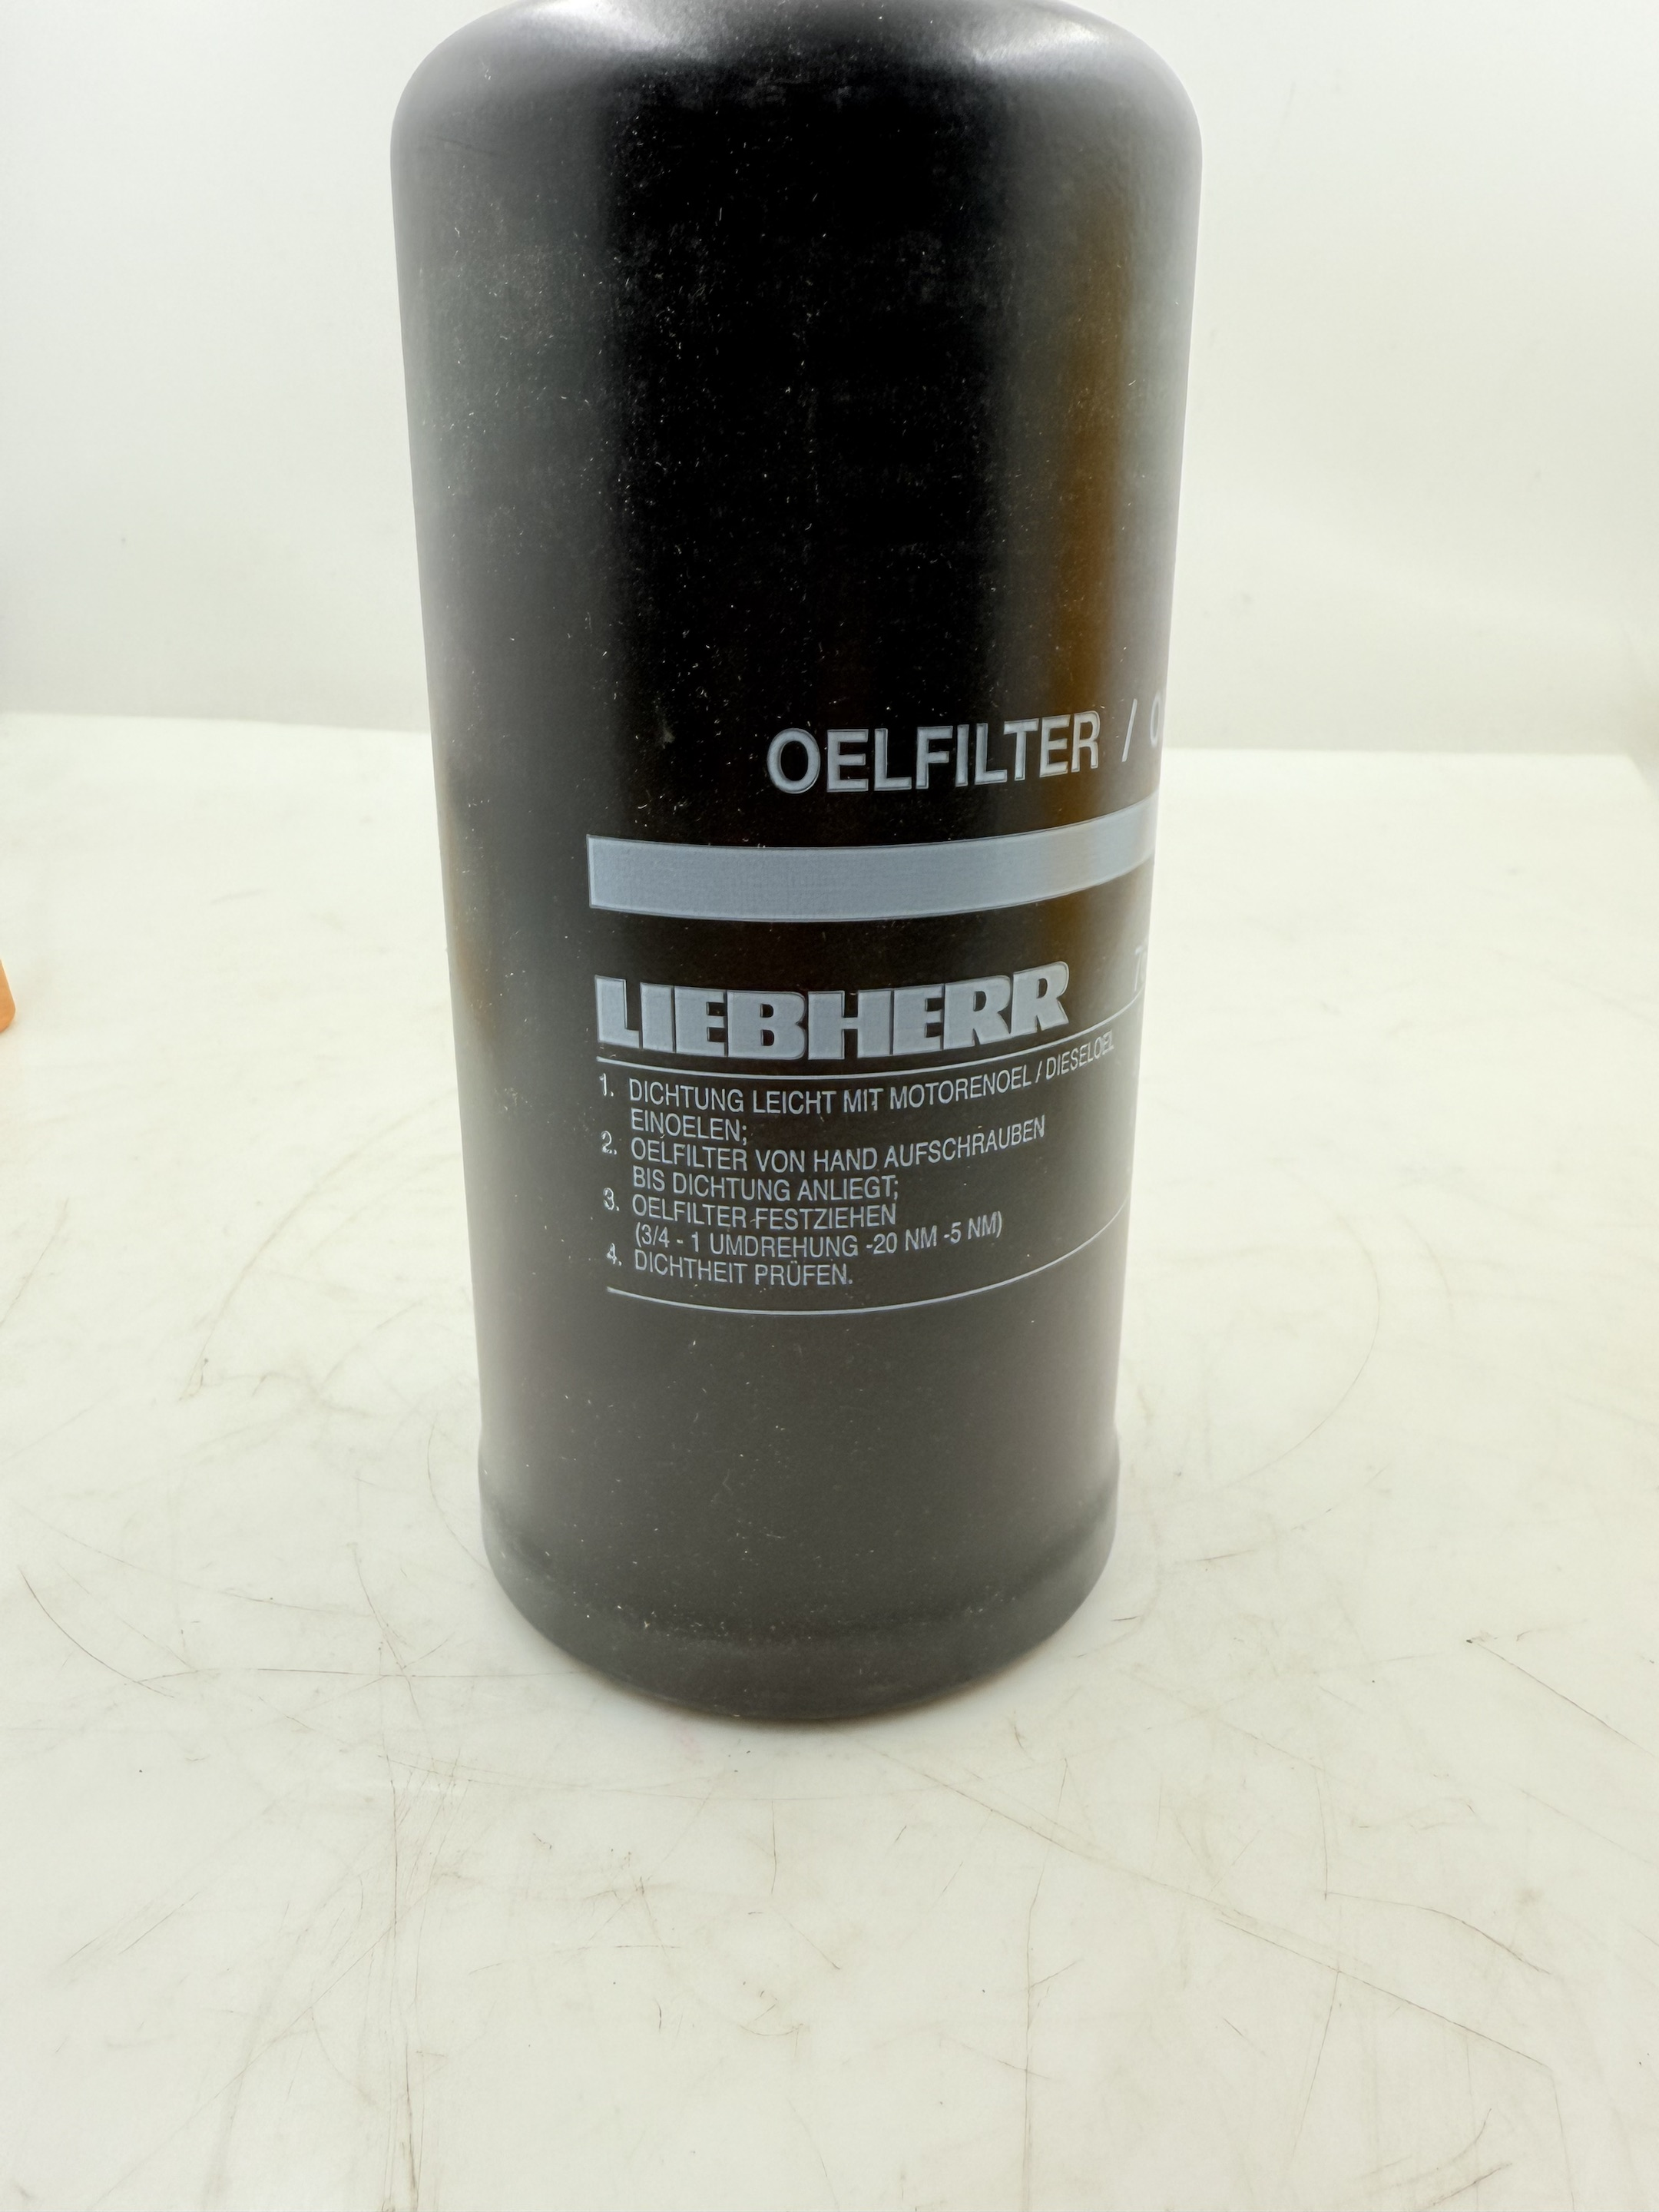 OELFILTER /
LIEBHERR
1. DICHTUNG LEICHT MIT MOTORENOEL / DIESELOEL
EINOELEN;
2. OELFILTER VON HAND AUFSCHRAUBEN
BIS DICHTUNG ANLIEGT;
3. OELFILTER FESTZIEHEN
(3/4 - 1 UMDREHUNG -20 NM -5 NM)
4. DICHTHEIT PRÜFEN.